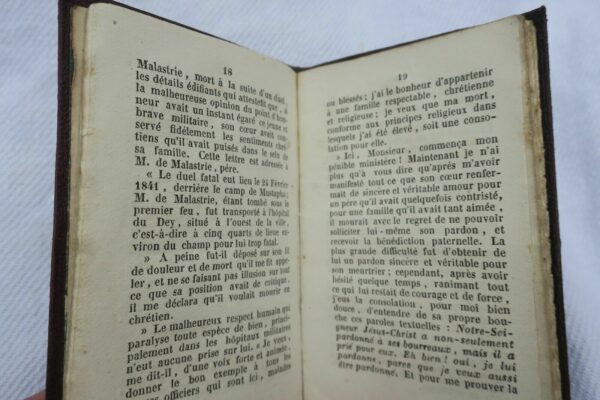 18
Malastrie, mort à la suite d'un duel,
les détails édifiants qui attestent que, si
la malheureuse opinion du point d'hon-
neur avait un instant égaré ce jeune et
brave militaire, son cœur avait con-
servé fidèlement les sentiments chré-
tiens qu'il avait puisés dans le sein de
sa famille. Cette lettre est adressée à
M. de Malastrie, père.
« Le duel fatal eut lieu le 24 Février
1841, derrière le camp de Mustapha;
M. de Malastrie, étant tombé sous le
premier feu, fut transporté à l'hôpital
du Dey, situé à l'ouest de la ville,
c'est-à-dire à cinq quarts de lieue en-
viron du champ pour lui trop fatal.
» A peine fut-il déposé sur son lit
de douleur et de mort qu'il me fit appe-
ler, et ne se faisant pas illusion sur tout
ce que sa position avait de critique,
il me déclara qu'il voulait mourir en
chrétien.
» Le malheureux respect humain qui
paralyse toute espèce de bien, princi-
palement dans les hôpitaux militaires
n'eut aucune prise sur lui. « Je veux,
me dit-il, d'une voix forte et animée,
donner le bon exemple à tous les
officiers qui sont ici, malades
19
ou blessés; j'ai le bonheur d'appartenir
à une famille respectable, chrétienne
et religieuse; je veux que ma mort,
conforme aux principes religieux dans
lesquels j'ai été élevé, soit une conso-
lation pour elle.
» Ici, Monsieur, commença mon
pénible ministère! Maintenant je n'ai
plus qu'à vous dire qu'après m'avoir
manifesté tout ce que son cœur renfer-
mait de sincère et véritable amour pour
un père qu'il avait quelquefois contristé,
pour une famille qu'il avait tant aimée,
il mourait avec le regret de ne pouvoir
solliciter lui-même son pardon, et
recevoir la bénédiction paternelle. La
plus grande difficulté fut d'obtenir de
lui un pardon sincère et véritable pour
son meurtrier; cependant, après avoir
hésité quelque temps, ranimant tout
ce qui lui restait de courage et de force,
j'eus la consolation, pour moi bien
douce, d'entendre de sa propre bou-
che ces paroles textuelles: Notre-Sei-
gneur Jésus-Christ a non-seulement
pardonné à ses bourreaux, mais il a
prié pour eux. Eh bien! oui, je lui
pardonne, parce que je veux aussi
être pardonné. Et pour me prouver la